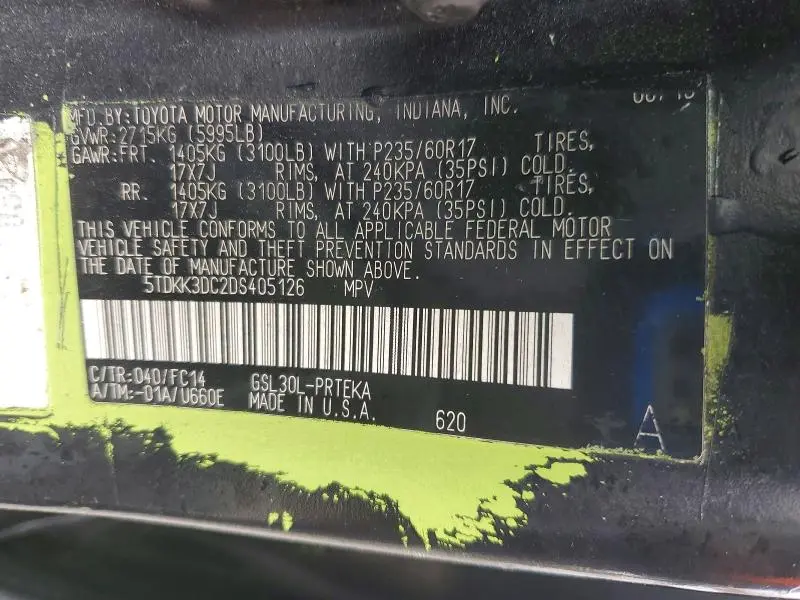 MFD.BY:TOYOTA MOTOR MANUFACTURING, INDIANA, INC.
GVWR:2715KG (5995LB)
GAWR:FRT. 1405KG (3100LB) WITH P235/60R17 TIRES,
17X7J RIMS, AT 240KPA (35PSI) COLD.
RR. 1405KG (3100LB) WITH P235/60R17 TIRES,
17X7J RIMS, AT 240KPA (35PSI) COLD.
THIS VEHICLE CONFORMS TO ALL APPLICABLE FEDERAL MOTOR
VEHICLE SAFETY AND THEFT PREVENTION STANDARDS IN EFFECT ON
THE DATE OF MANUFACTURE SHOWN ABOVE.
5TDKK3DC2DS405126 MPV
C/TR:040/FC14 GSL30L-PRTEKA
A/TM:-01A/U660E MADE IN U.S.A.
620
A